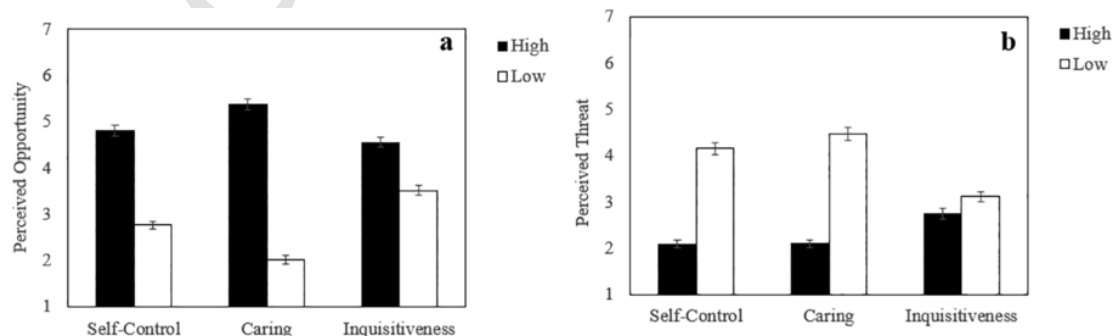 a
High
Low
7
6
5
4
3
2
1
Perceived Opportunity
Self-Control Caring Inquisitiveness
b
High
Low
7
6
5
4
3
2
1
Perceived Threat
Self-Control Caring Inquisitiveness